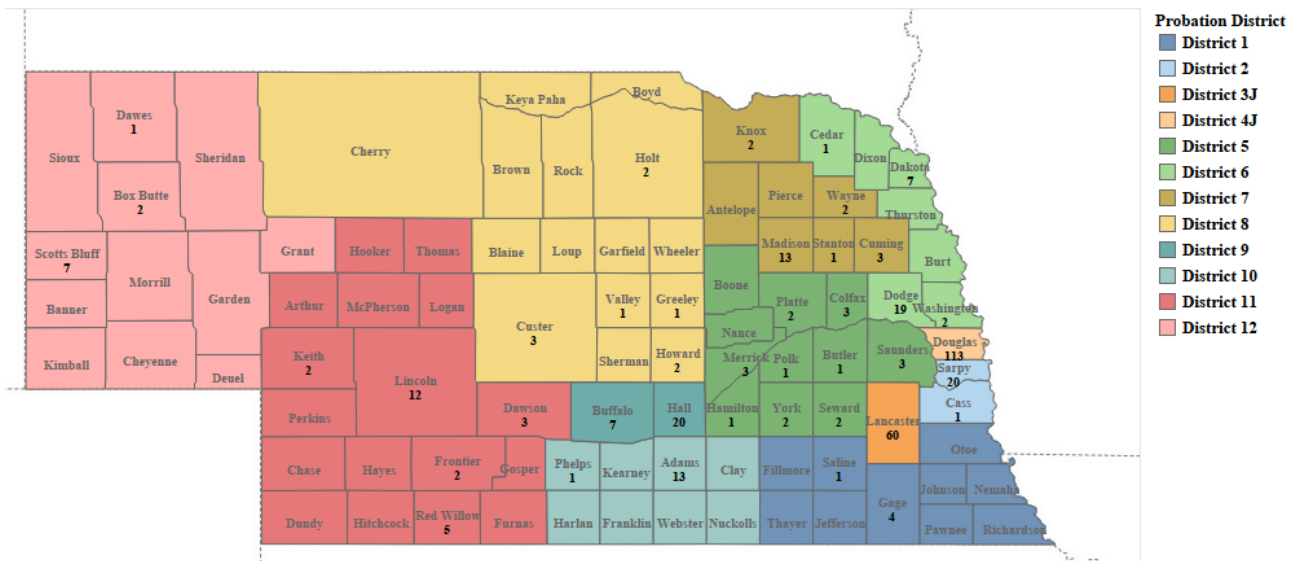 Probation District
District 1
District 2
District 3J
District 4J
District 5
District 6
District 7
District 8
District 9
District 10
District 11
District 12
Sioux
Dawes
1
Sheridan
Box Butte
2
Scotts Bluff
7
Banner
Morrill
Garden
Kimball
Cheyenne
Deuel
Grant
Cherry
Keya Paha
Boyd
Brown
Rock
Holt
2
Blaine
Loup
Garfield
Wheeler
Custer
3
Valley
1
Greeley
1
Sherman
Howard
2
Hooker
Thomas
Arthur
McPherson
Logan
Keith
2
Lincoln
12
Perkins
Dawson
3
Chase
Hayes
Frontier
2
Gosper
Dundy
Hitchcock
Red Willow
5
Furnas
Buffalo
7
Hall
20
Phelps
1
Kearney
Adams
13
Clay
Harlan
Franklin
Webster
Nuckolls
Knox
2
Antelope
Pierce
Wayne
2
Madison
13
Stanton
1
Cuming
3
Cedar
1
Dixon
Dakota
7
Thurston
Burt
Dodge
19
Washington
2
Boone
Nance
Platte
2
Colfax
3
Merrick
3
Polk
1
Butler
1
Saunders
3
Hamilton
1
York
2
Seward
2
Douglas
113
Sarpy
20
Cass
1
Lancaster
60
Otoe
Fillmore
Saline
1
Thayer
Jefferson
Gage
4
Johnson
Nemaha
Pawnee
Richardson